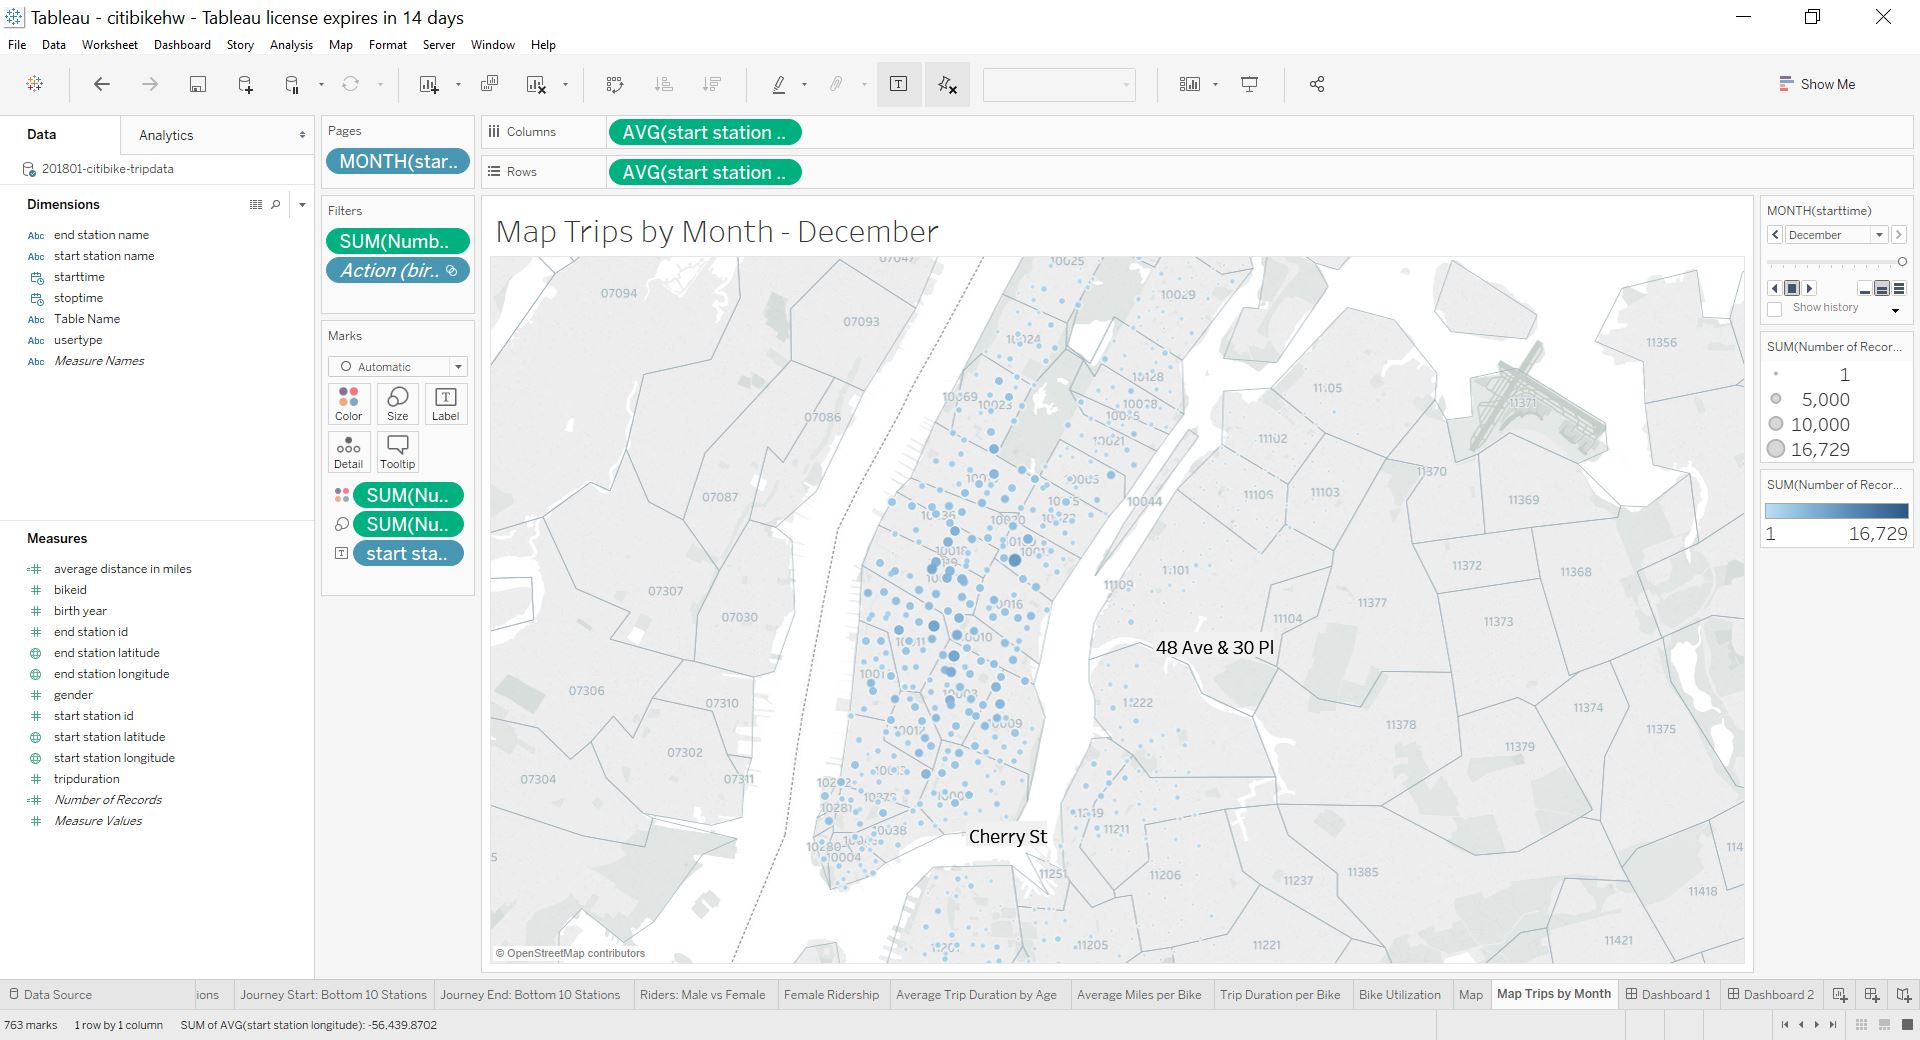 Tableau - citibikehw - Tableau license expires in 14 days
File Data Worksheet Dashboard Story Analysis Map Format Server Window Help
Show Me
Data
Analytics
201801-citibike-tripdata
Dimensions
Abc end station name
Abc start station name
starttime
stoptime
Abc Table Name
Abc usertype
Abc Measure Names
Measures
average distance in miles
bikeid
birth year
end station id
end station latitude
end station longitude
gender
start station id
start station latitude
start station longitude
tripduration
Number of Records
Measure Values
Pages
MONTH(star..
Filters
SUM(Numb..
Action (bir..
Marks
Automatic
Color
Size
Label
Detail
Tooltip
SUM(Nu..
SUM(Nu..
start sta..
Columns
AVG(start station ..
Rows
AVG(start station ..
Map Trips by Month - December
07047
10025
07094
10029
07093
10024
11356
10128
11105
10069
10023
11371
10028
07086
10075
10021
11102
11370
10065
07087
11106
11103
11369
10044
10036
10020
10022
10018
11101
11372
11368
11109
07307
10016
11377
07030
11104
11373
10011
10010
48 Ave & 30 Pl
07306
10003
07310
11222
11374
10012
10009
11378
11375
07302
11379
07304
07311
10282
10281
11249
10038
11211
Cherry St
10280
10004
11251
11206
11237
11385
11418
11205
11221
11421
© OpenStreetMap contributors
MONTH(starttime)
December
Show history
SUM(Number of Recor...
1
5,000
10,000
16,729
SUM(Number of Recor...
1 16,729
Data Source
ions
Journey Start: Bottom 10 Stations
Journey End: Bottom 10 Stations
Riders: Male vs Female
Female Ridership
Average Trip Duration by Age
Average Miles per Bike
Trip Duration per Bike
Bike Utilization
Map
Map Trips by Month
Dashboard 1
Dashboard 2
763 marks 1 row by 1 column SUM of AVG(start station longitude): -56,439.8702